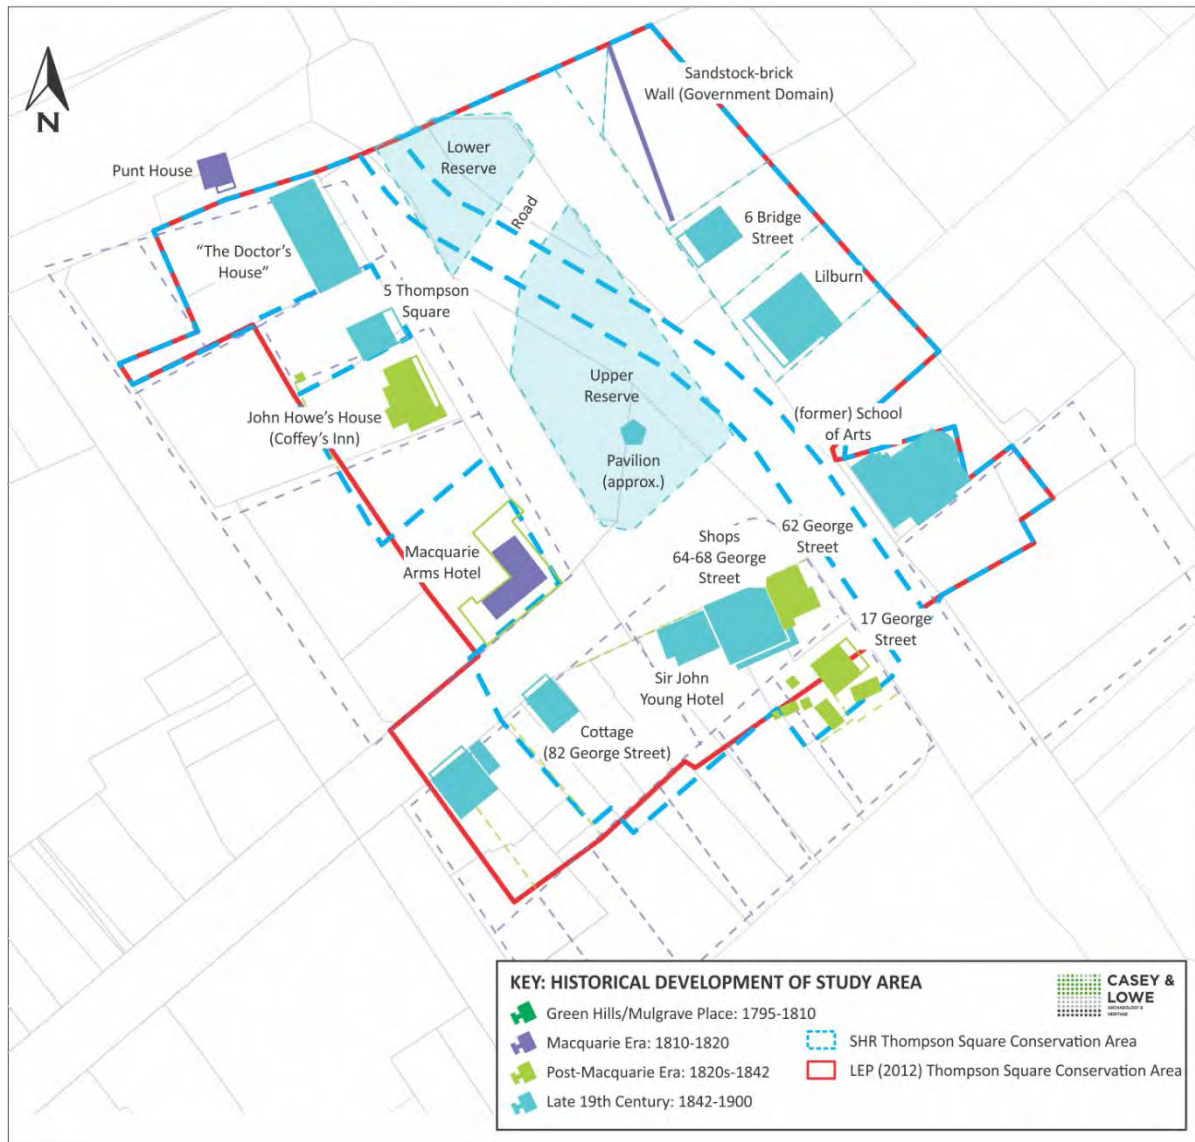 N
Sandstock-brick
Wall (Government Domain)
Lower
Reserve
Punt House
Road
6 Bridge
Street
"The Doctor's
House"
Lilburn
5 Thompson
Square
Upper
Reserve
John Howe's House
(Coffey's Inn)
(former) School
of Arts
Pavilion
(approx.)
Macquarie
Arms Hotel
Shops
64-68 George
Street
62 George
Street
17 George
Street
Sir John
Young Hotel
Cottage
(82 George Street)
KEY: HISTORICAL DEVELOPMENT OF STUDY AREA
CASEY &
LOWE
ARCHAEOLOGY &
HERITAGE
Green Hills/Mulgrave Place: 1795-1810
Macquarie Era: 1810-1820
Post-Macquarie Era: 1820s-1842
Late 19th Century: 1842-1900
SHR Thompson Square Conservation Area
LEP (2012) Thompson Square Conservation Area